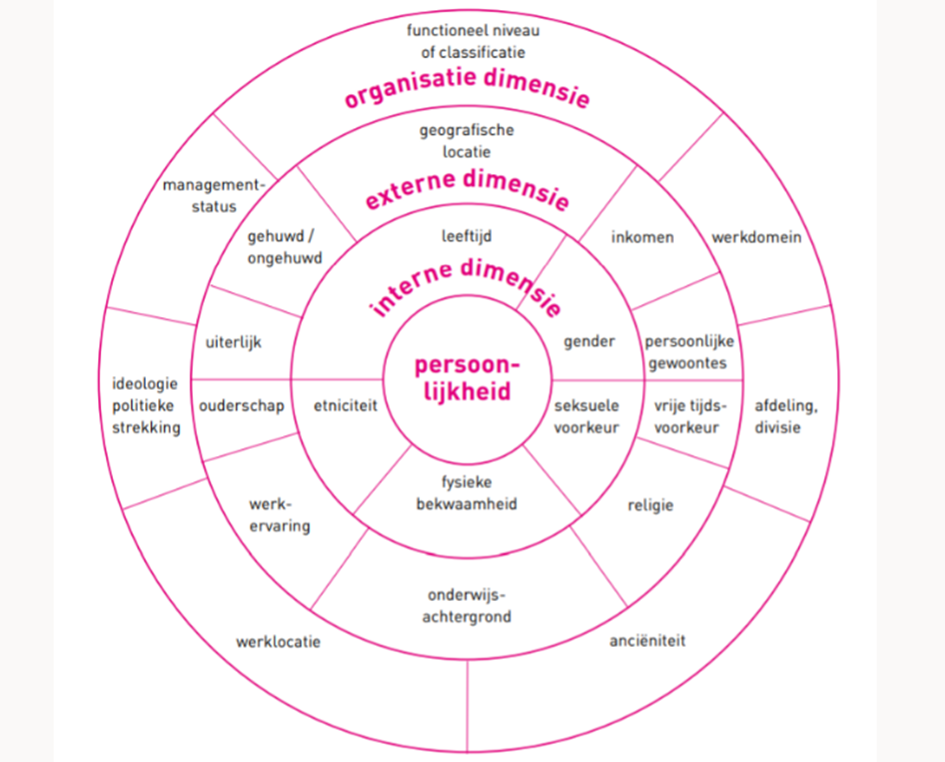 functioneel niveau
of classificatie
organisatie dimensie
geografische
locatie
externe dimensie
management-
status
gehuwd /
ongehuwd
leeftijd
inkomen
werkdomein
interne dimensie
uiterlijk
gender
persoonlijke
gewoontes
persoon-
lijkheid
ideologie
politieke
strekking
ouderschap
etniciteit
seksuele
voorkeur
vrije tijds-
voorkeur
afdeling,
divisie
fysieke
bekwaamheid
werk-
ervaring
religie
onderwijs-
achtergrond
werklocatie
anciëniteit